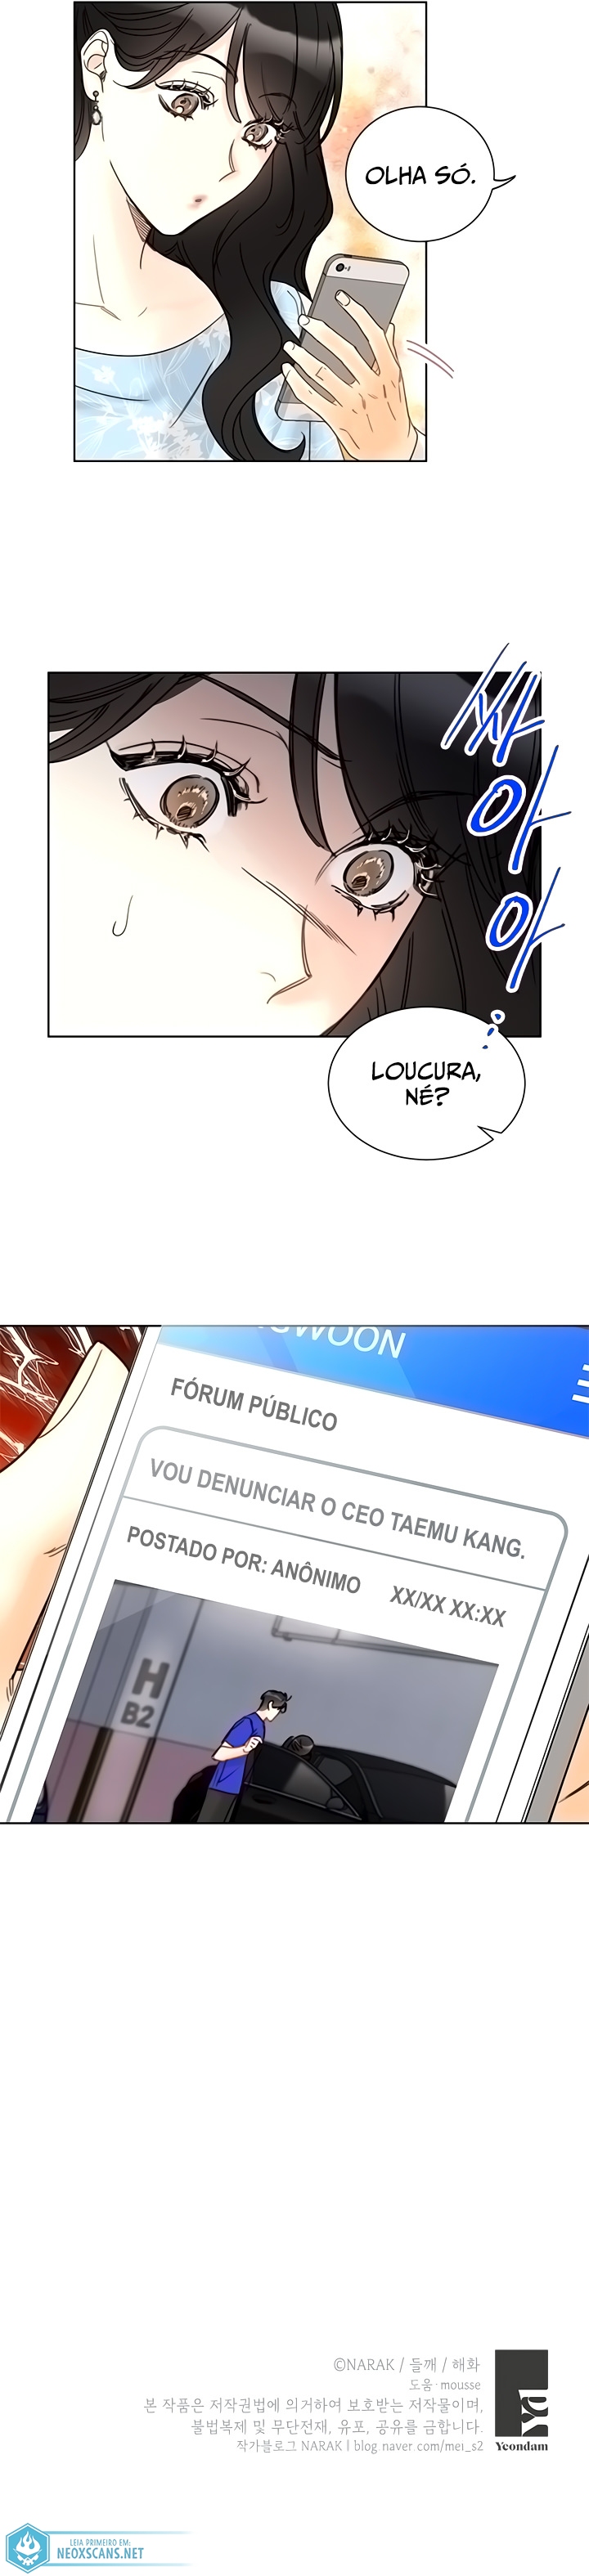 OLHA SÓ.
LOUCURA,
NÉ?
WOON
FÓRUM PÚBLICO
VOU DENUNCIAR O CEO TAEMU KANG.
POSTADO POR: ANÔNIMO XX/XX XX:XX
H
B2
©NARAK / 들깨 / 해화
도움·mousse
본 작품은 저작권법에 의거하여 보호받는 저작물이며,
불법복제 및 무단전재, 유포, 공유를 금합니다.
작가블로그 NARAK | blog.naver.com/mei_s2
Ya
Yeondam
LEIA PRIMEIRO EM:
NEOXSCANS.NET